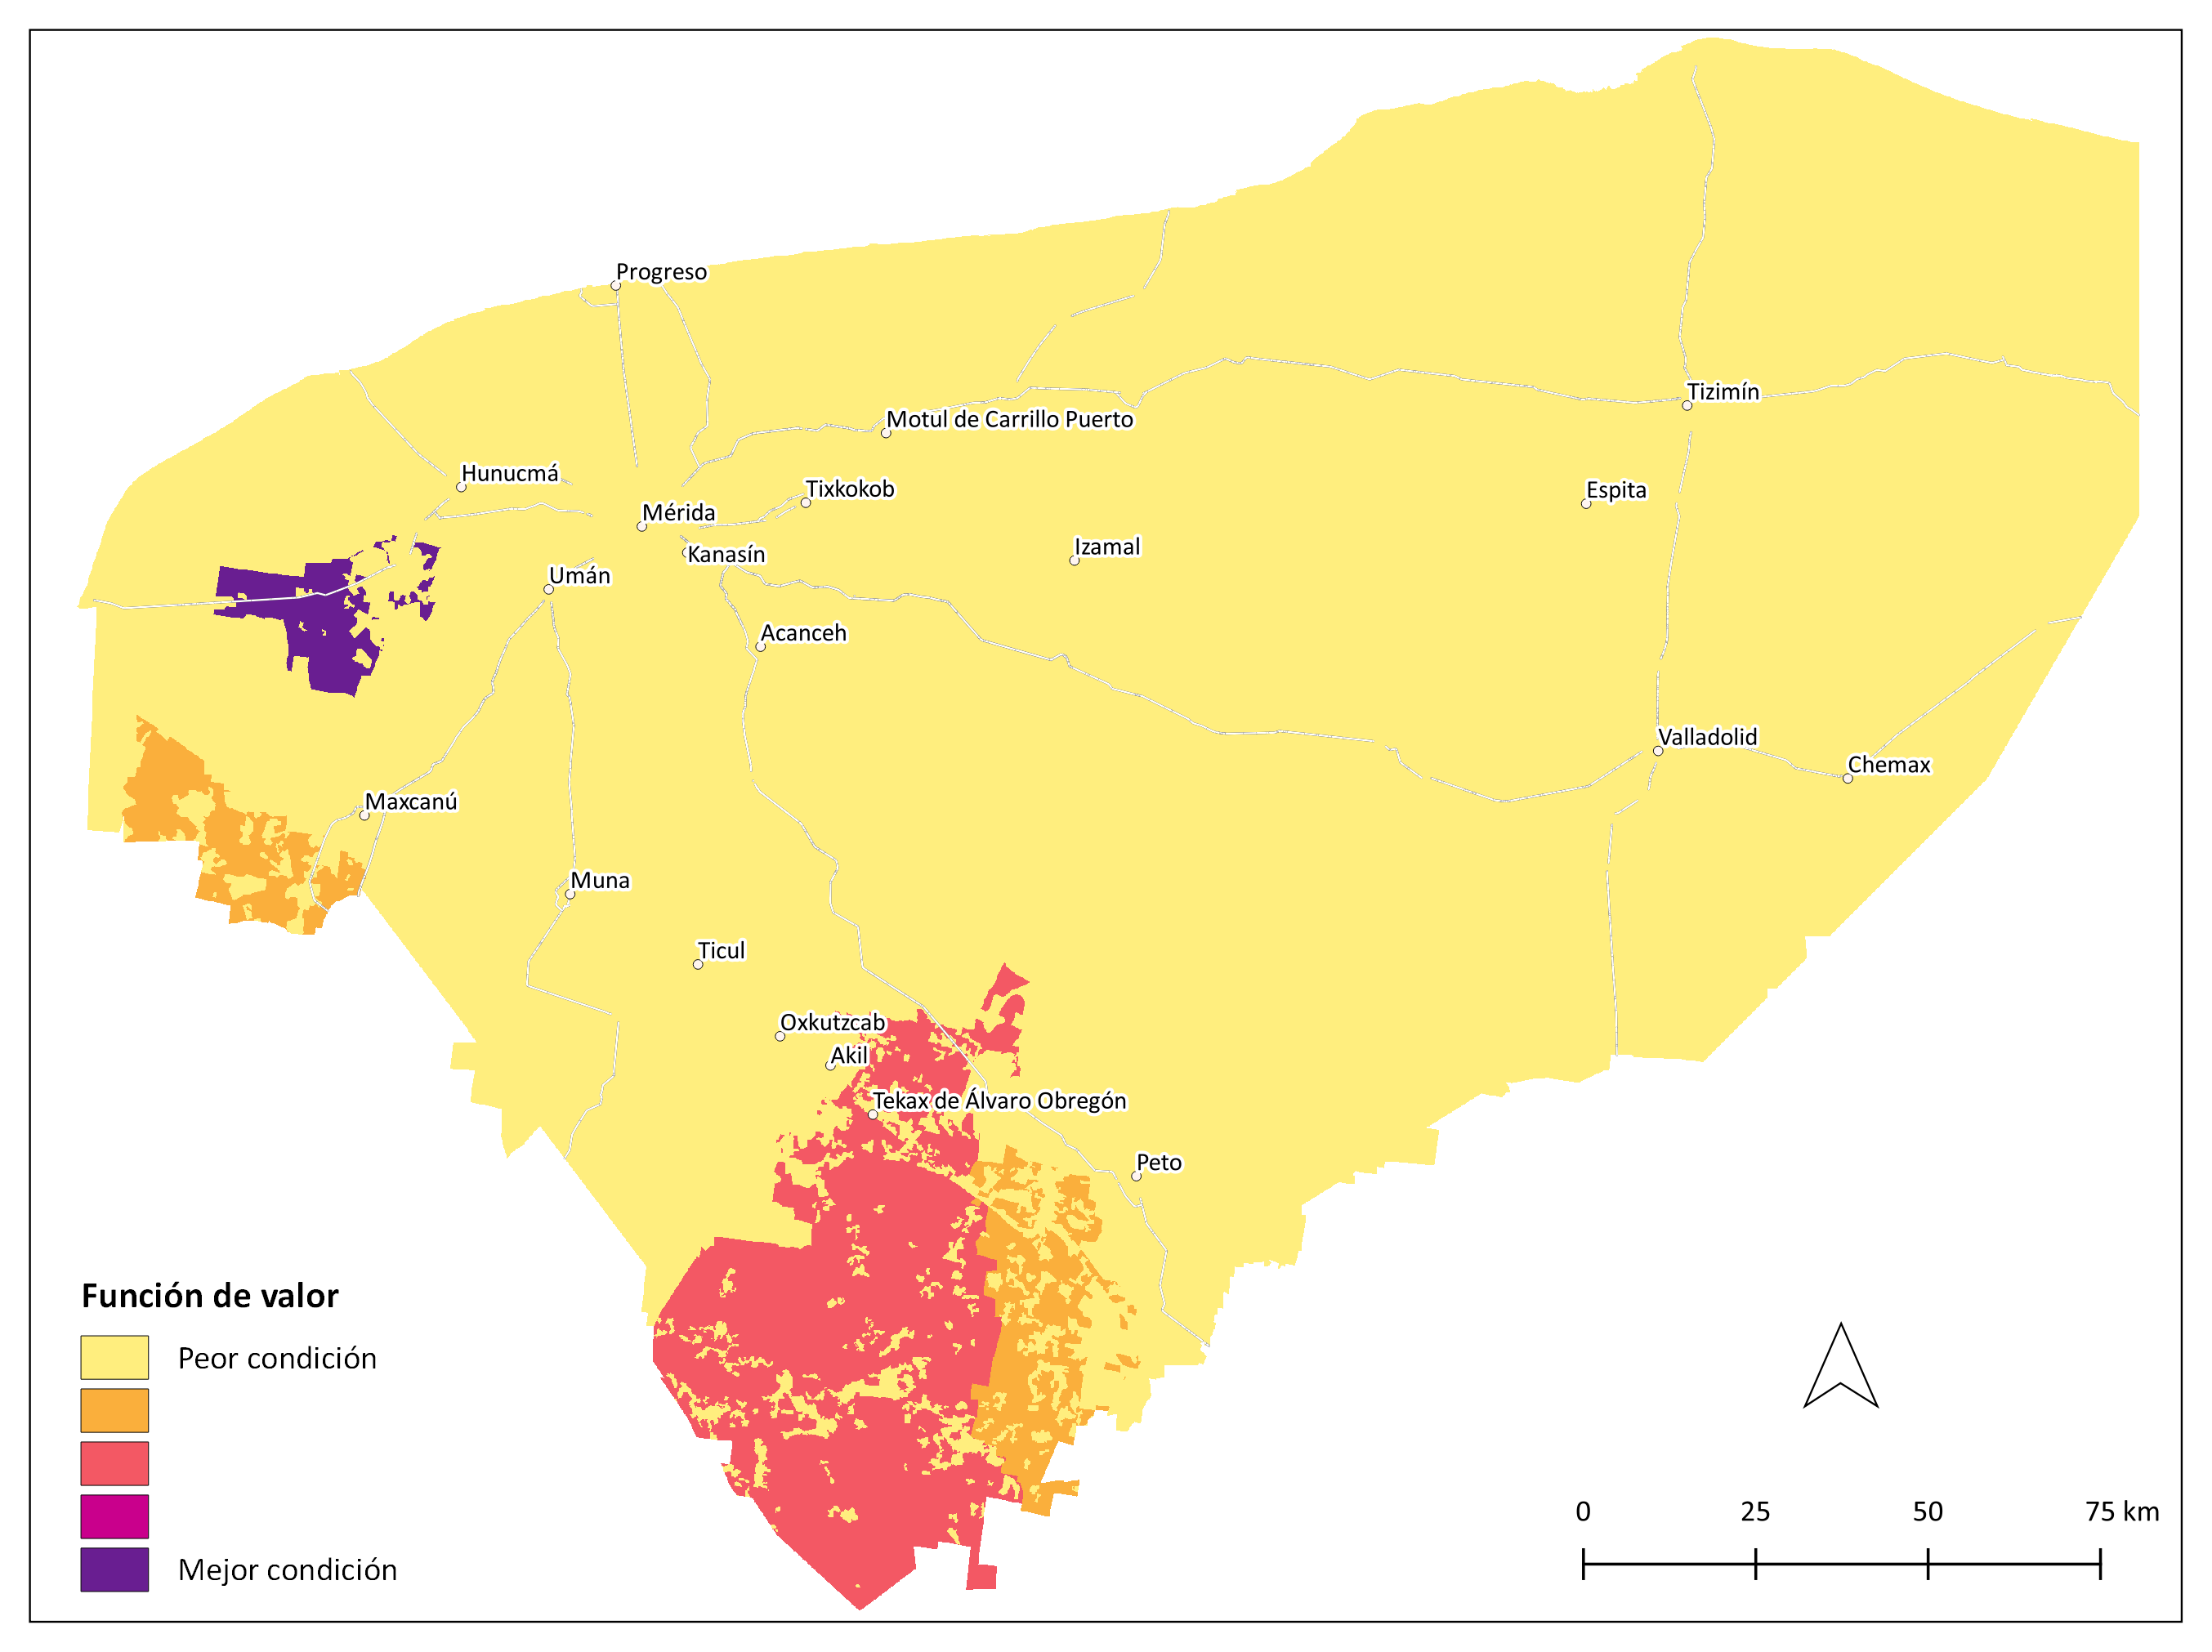 Progreso
Tizimín
Motul de Carrillo Puerto
Hunucmá
Tixkokob
Espita
Mérida
Izamal
Kanasín
Umán
Acanceh
Valladolid
Chemax
Maxcanú
Muna
Ticul
Oxkutzcab
Akil
Tekax de Álvaro Obregón
Peto
Función de valor
Peor condición
Mejor condición
0 25 50 75 km